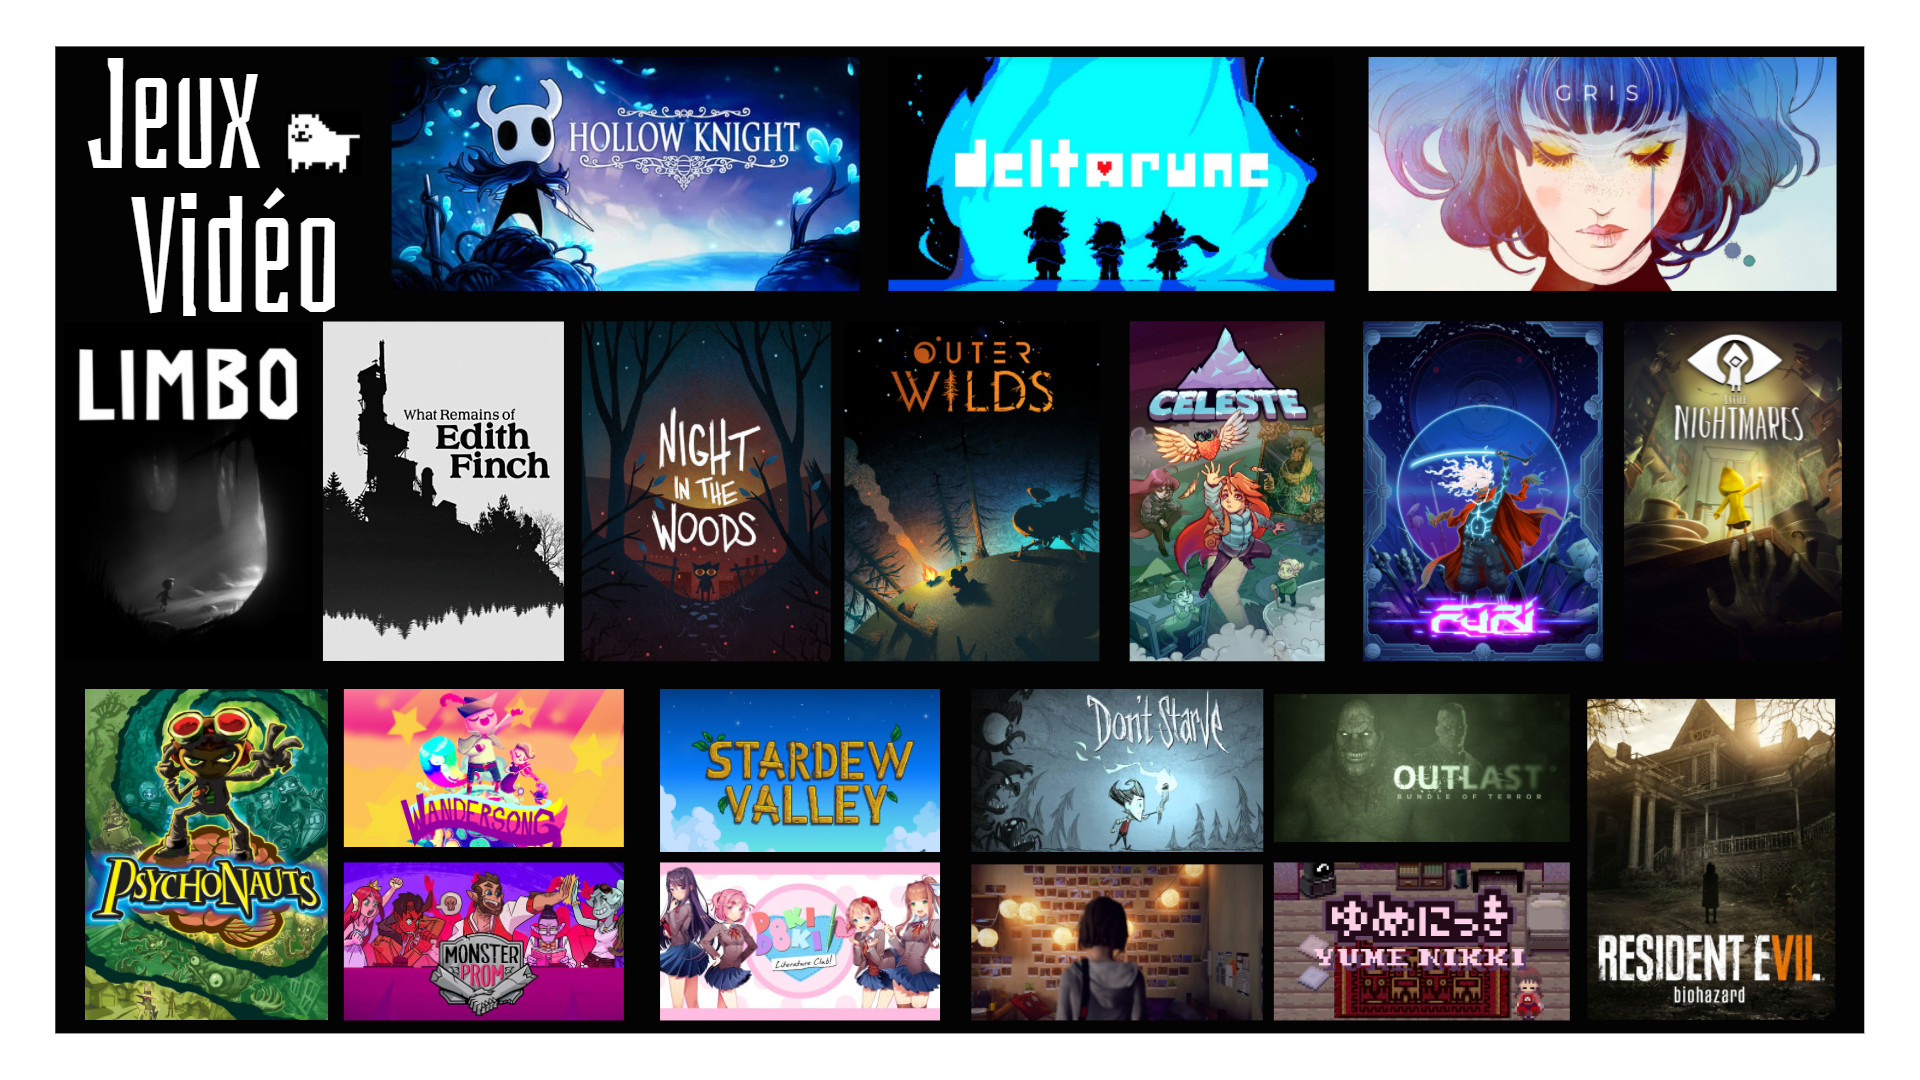 Jeux
Vidéo
HOLLOW KNIGHT
deltarune
GRIS
LIMBO
What Remains of
Edith
Finch
NIGHT
IN THE
WOODS
OUTER
WILDS
CELESTE
FURI
LITTLE
NIGHTMARES
PSYCHONAUTS
WANDERSONG
MONSTER
PROM
STARDEW
VALLEY
DOKI
DOKI
Literature Club!
Don't Starve
OUTLAST
BUNDLE OF TERROR
ゆめにっき
YUME NIKKI
RESIDENT EVIL
biohazard